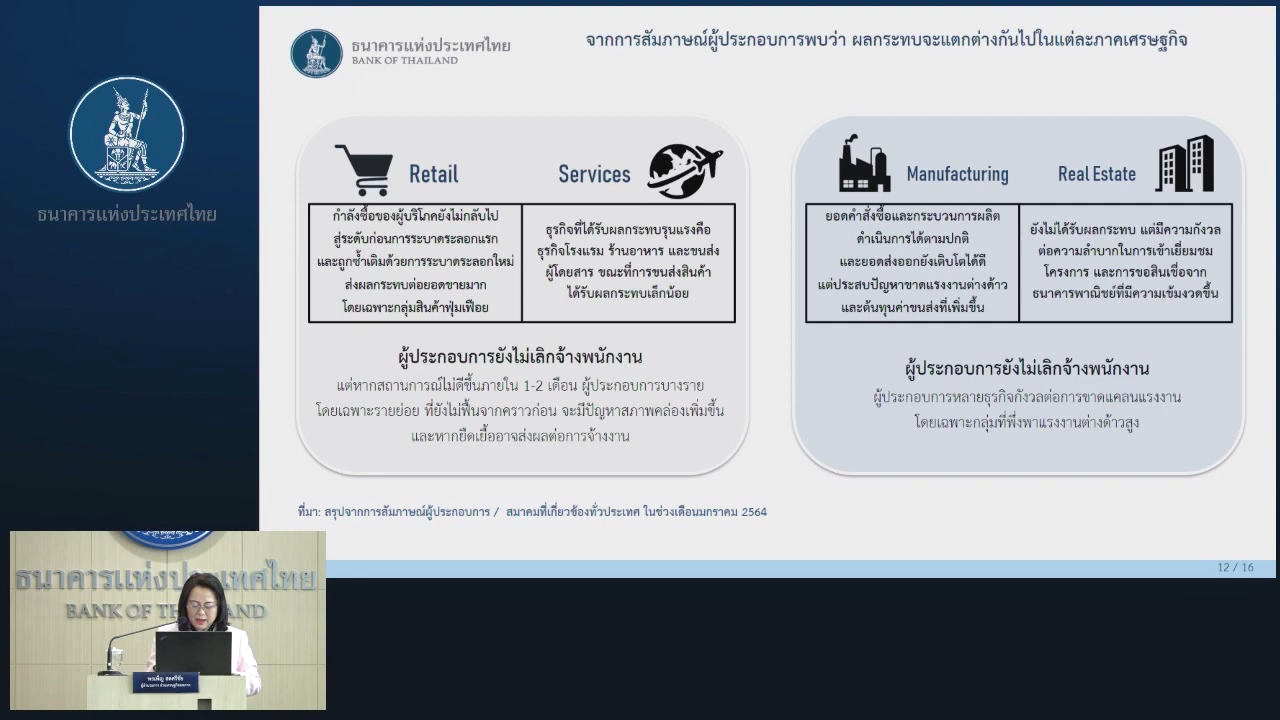 ธนาคารแห่งประเทศไทย
ธนาคารแห่งประเทศไทย
BANK OF THAILAND
จากการสัมภาษณ์ผู้ประกอบการพบว่า ผลกระทบจะแตกต่างกันไปในแต่ละภาคเศรษฐกิจ
Retail
Services
กำลังซื้อของผู้บริโภคยังไม่กลับไป
สู่ระดับก่อนการระบาดระลอกแรก
และถูกซ้ำเติมด้วยการระบาดระลอกใหม่
ส่งผลกระทบต่อยอดขายมาก
โดยเฉพาะกลุ่มสินค้าฟุ่มเฟือย
ธุรกิจที่ได้รับผลกระทบรุนแรงคือ
ธุรกิจโรงแรม ร้านอาหาร และขนส่ง
ผู้โดยสาร ขณะที่การขนส่งสินค้า
ได้รับผลกระทบเล็กน้อย
ผู้ประกอบการยังไม่เลิกจ้างพนักงาน
แต่หากสถานการณ์ไม่ดีขึ้นภายใน 1-2 เดือน ผู้ประกอบการบางราย
โดยเฉพาะรายย่อย ที่ยังไม่ฟื้นจากคราวก่อน จะมีปัญหาสภาพคล่องเพิ่มขึ้น
และหากยืดเยื้ออาจส่งผลต่อการจ้างงาน
Manufacturing
Real Estate
ยอดคำสั่งซื้อและกระบวนการผลิต
ดำเนินการได้ตามปกติ
และยอดส่งออกยังเติบโตได้ดี
แต่ประสบปัญหาขาดแรงงานต่างด้าว
และต้นทุนค่าขนส่งที่เพิ่มขึ้น
ยังไม่ได้รับผลกระทบ แต่มีความกังวล
ต่อความลำบากในการเข้าเยี่ยมชม
โครงการ และการขอสินเชื่อจาก
ธนาคารพาณิชย์ที่มีความเข้มงวดขึ้น
ผู้ประกอบการยังไม่เลิกจ้างพนักงาน
ผู้ประกอบการหลายธุรกิจกังวลต่อการขาดแคลนแรงงาน
โดยเฉพาะกลุ่มที่พึ่งพาแรงงานต่างด้าวสูง
ที่มา: สรุปจากการสัมภาษณ์ผู้ประกอบการ / สมาคมที่เกี่ยวข้องทั่วประเทศ ในช่วงเดือนมกราคม 2564
12 / 16
ธนาคารแห่งประเทศไทย
BANK OF THAILAND